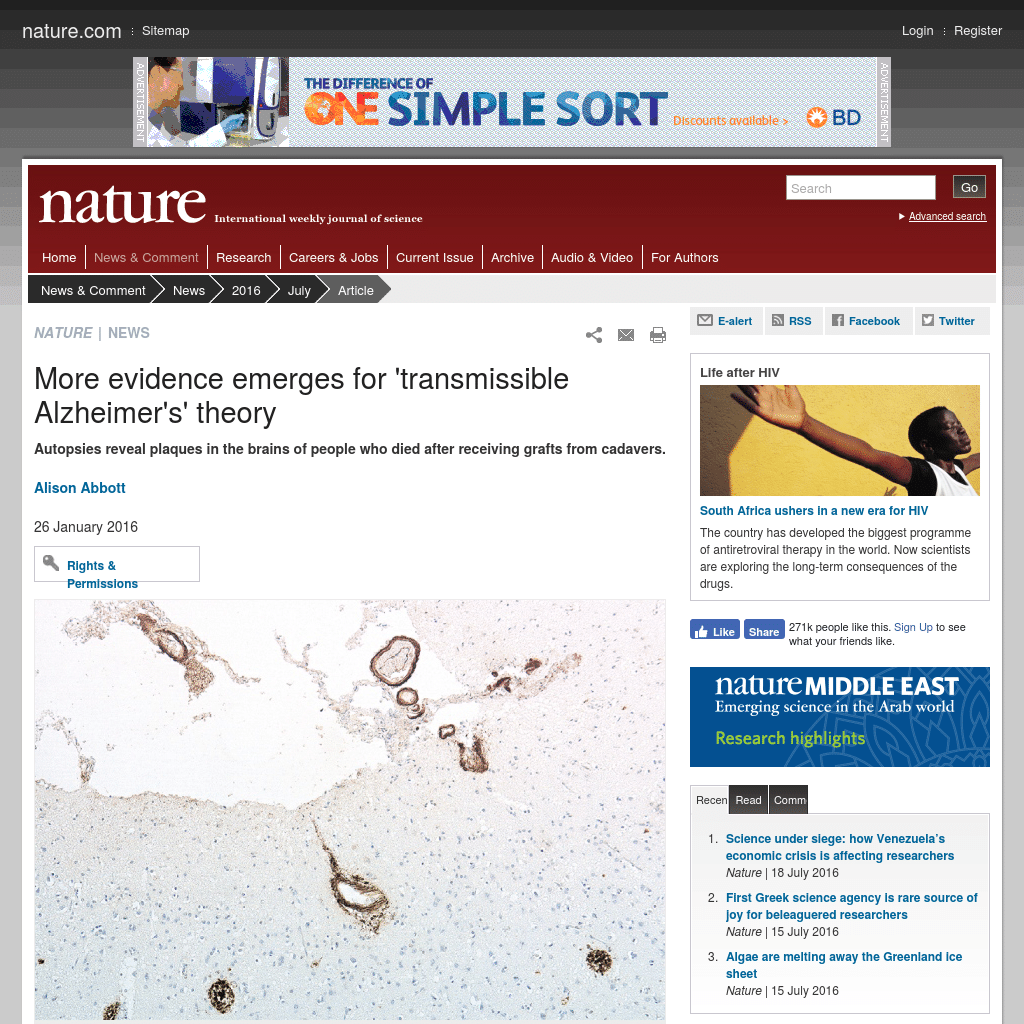 nature.com
Sitemap
Login
Register
ADVERTISEMENT
THE DIFFERENCE OF
ONE SIMPLE SORT
Discounts available >
BD
ADVERTISEMENT
nature International weekly journal of science
Search
Go
Advanced search
Home
News & Comment
Research
Careers & Jobs
Current Issue
Archive
Audio & Video
For Authors
News & Comment
News
2016
July
Article
NATURE | NEWS
More evidence emerges for 'transmissible
Alzheimer's' theory
Autopsies reveal plaques in the brains of people who died after receiving grafts from cadavers.
Alison Abbott
26 January 2016
Rights &
Permissions
E-alert
RSS
Facebook
Twitter
Life after HIV
South Africa ushers in a new era for HIV
The country has developed the biggest programme
of antiretroviral therapy in the world. Now scientists
are exploring the long-term consequences of the
drugs.
Like
Share
271k people like this. Sign Up to see
what your friends like.
nature MIDDLE EAST
Emerging science in the Arab world
Research highlights
Recen
Read
Comm
1. Science under siege: how Venezuela's
economic crisis is affecting researchers
Nature | 18 July 2016
2. First Greek science agency is rare source of
joy for beleaguered researchers
Nature | 15 July 2016
3. Algae are melting away the Greenland ice
sheet
Nature | 15 July 2016